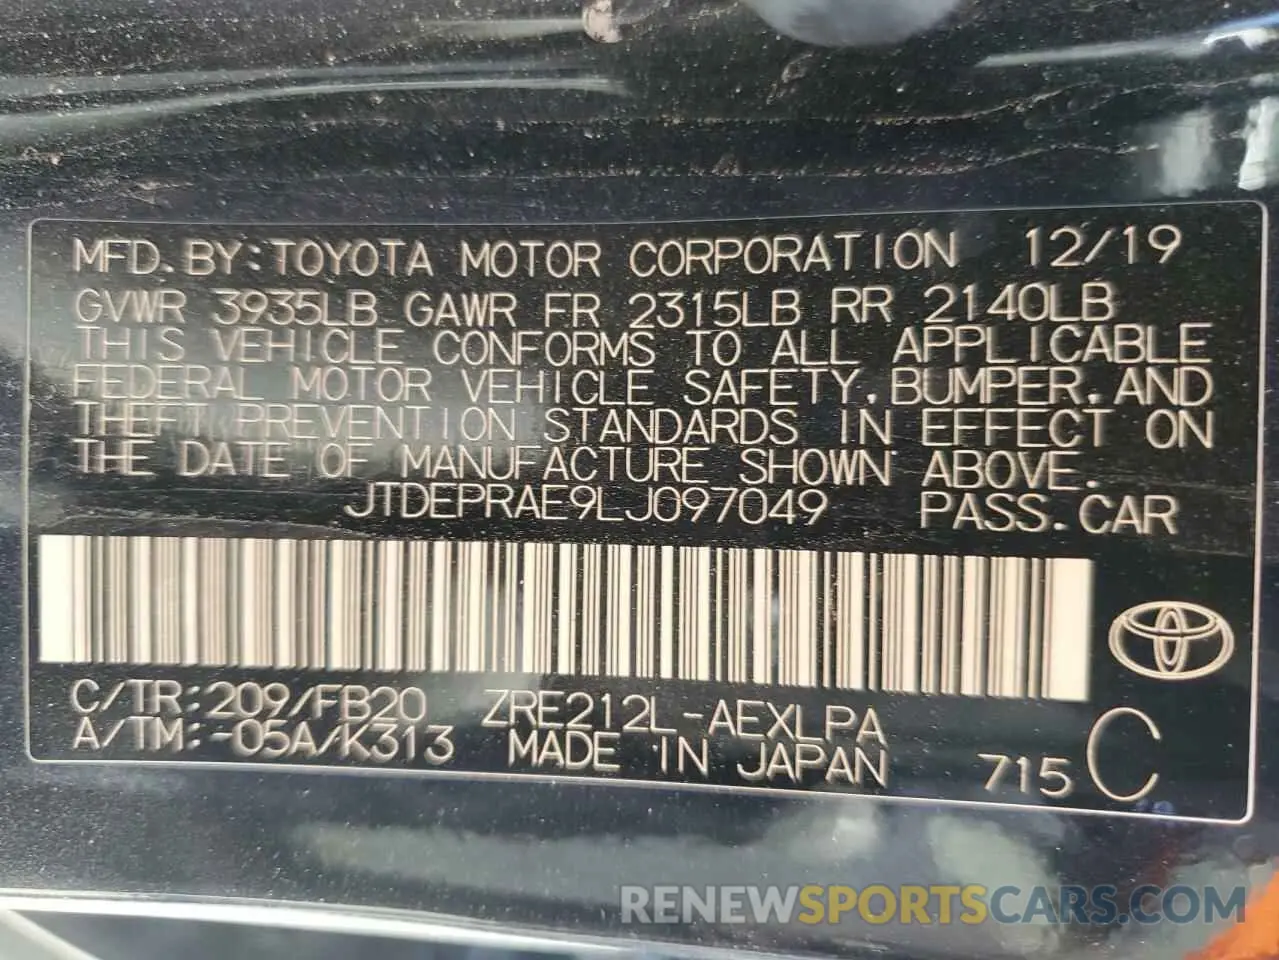 MFD. BY: TOYOTA MOTOR CORPORATION 12/19
GVWR 3935LB GAWR FR 2315LB RR 2140LB
THIS VEHICLE CONFORMS TO ALL APPLICABLE
FEDERAL MOTOR VEHICLE SAFETY, BUMPER, AND
THEFT PREVENTION STANDARDS IN EFFECT ON
THE DATE OF MANUFACTURE SHOWN ABOVE.
JTDEPRAE9LJ097049 PASS. CAR
C/TR: 209/FB20 ZRE212L-AEXLPA
A/TM: -05A/K313 MADE IN JAPAN 715 C
RENEWSPORTSCARS.COM